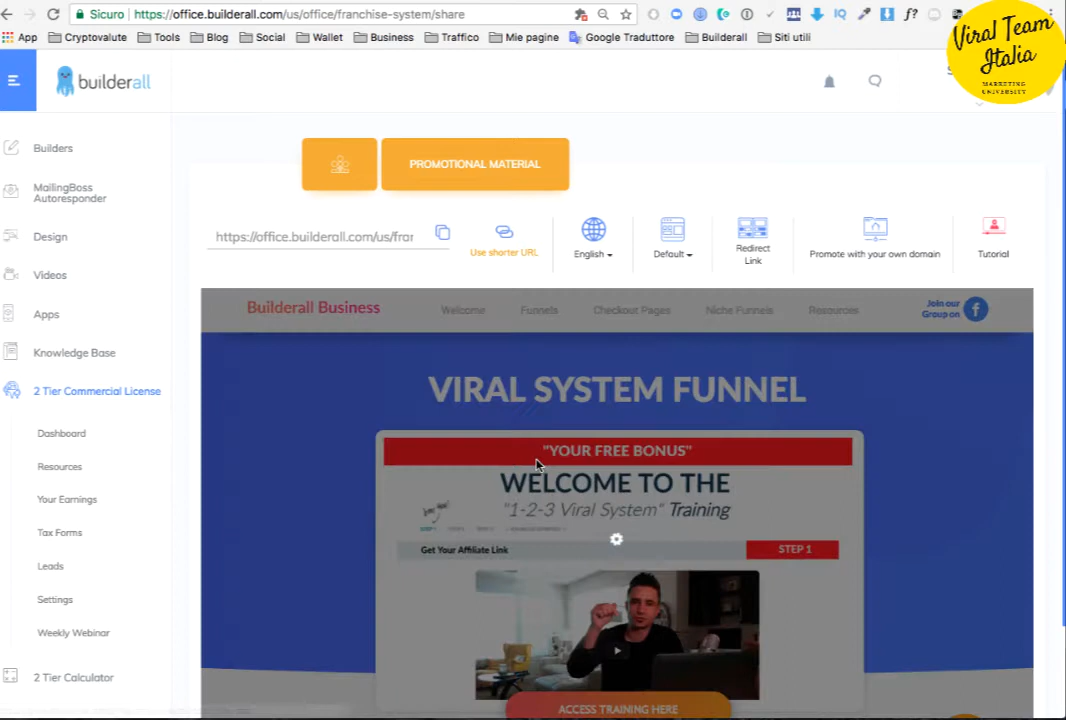 Sicuro | https://office.builderall.com/us/office/franchise-system/share
App Cryptovalute Tools Blog Social Wallet Business Traffico Mie pagine Google Traduttore Builderall Siti utili
Viral Team
Italia
MARKETING
UNIVERSITY
builderall
Builders
MailingBoss
Autoresponder
Design
Videos
Apps
Knowledge Base
2 Tier Commercial License
Dashboard
Resources
Your Earnings
Tax Forms
Leads
Settings
Weekly Webinar
2 Tier Calculator
PROMOTIONAL MATERIAL
https://office.builderall.com/us/frar
Use shorter URL
English
Default
Redirect
Link
Promote with your own domain
Tutorial
Builderall Business
Welcome
Funnels
Checkout Pages
Niche Funnels
Resources
Join our
Group on
VIRAL SYSTEM FUNNEL
"YOUR FREE BONUS"
WELCOME TO THE
"1-2-3 Viral System" Training
Get Your Affiliate Link
STEP 1
ACCESS TRAINING HERE